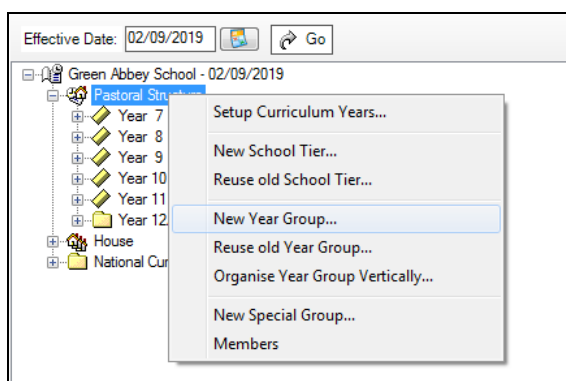 Effective Date: 02/09/2019 Go
Green Abbey School - 02/09/2019
Pastoral
Year 7
Year 8
Year 9
Year 10
Year 11
Year 12
House
National Cur
Setup Curriculum Years...
New School Tier...
Reuse old School Tier...
New Year Group...
Reuse old Year Group...
Organise Year Group Vertically...
New Special Group...
Members